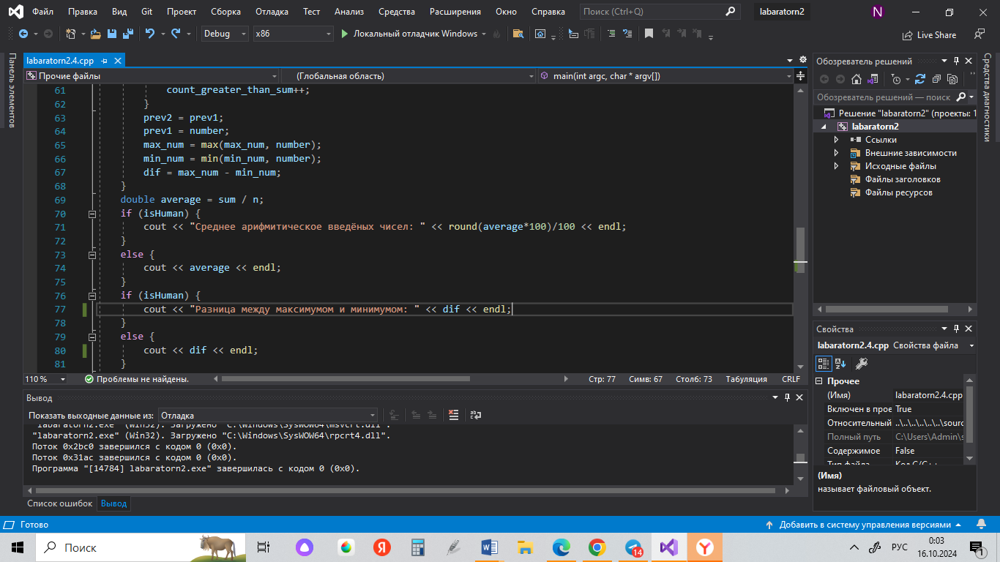 Файл Правка Вид Git Проект Сборка Отладка Тест Анализ Средства Расширения Окно Справка Поиск (Ctrl+Q) labaratorn2 N
Debug x86 Локальный отладчик Windows Live Share
Панель элементов
labaratorn2.4.cpp
Прочие файлы (Глобальная область) main(int argc, char * argv[])
61 count_greater_than_sum++;
62 }
63 prev2 = prev1;
64 prev1 = number;
65 max_num = max(max_num, number);
66 min_num = min(min_num, number);
67 dif = max_num - min_num;
68 }
69 double average = sum / n;
70 if (isHuman) {
71 cout << "Среднее арифмитическое введёных чисел: " << round(average*100)/100 << endl;
72 }
73 else {
74 cout << average << endl;
75 }
76 if (isHuman) {
77 cout << "Разница между максимумом и минимумом: " << dif << endl;
78 }
79 else {
80 cout << dif << endl;
81 }
110 % Проблемы не найдены. Стр: 77 Симв: 67 Столб: 73 Табуляция CRLF
Вывод
Показать выходные данные из: Отладка
"labaratorn2.exe" (Win32). Загружено "C:\Windows\SysWOW64\msvcrt.dll".
"labaratorn2.exe" (Win32). Загружено "C:\Windows\SysWOW64\rpcrt4.dll".
Поток 0x2bc0 завершился с кодом 0 (0x0).
Поток 0x31ac завершился с кодом 0 (0x0).
Программа "[14784] labaratorn2.exe" завершилась с кодом 0 (0x0).
Список ошибок Вывод
Обозреватель решений
Обозреватель решений — поиск
Решение "labaratorn2" (проекты: 1
labaratorn2
Ссылки
Внешние зависимости
Исходные файлы
Файлы заголовков
Файлы ресурсов
Свойства
labaratorn2.4.cpp Свойства файла
Прочее
(Имя) labaratorn2.4.cpp
Включен в прое True
Относительный ..\..\..\..\..\sourc
Полный путь C:\Users\Admin\s
Содержимое False
Тип файла Код C/C++
(Имя)
называет файловый объект.
Средства диагностики
Готово Добавить в систему управления версиями
Поиск Я W 14 Y РУС 0:03
16.10.2024 1